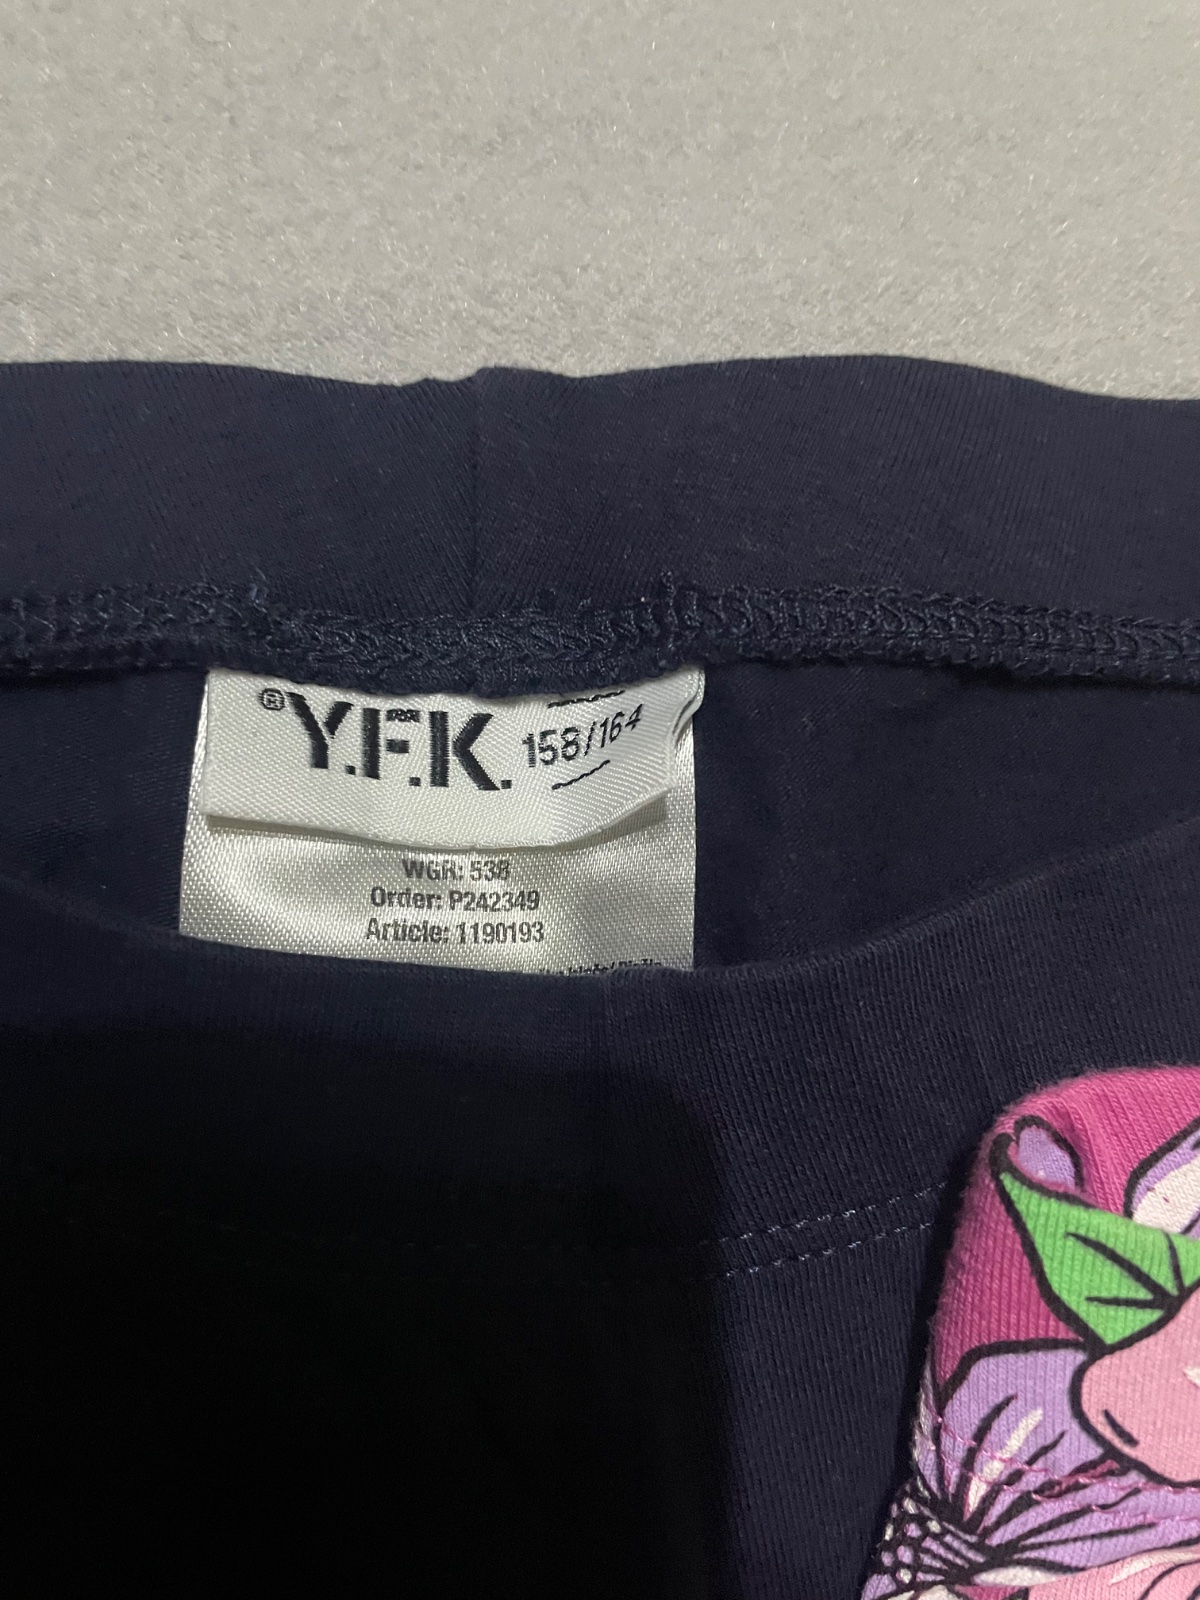 ® Y.F.K. 158/164
WGR: 538
Order: P242349
Article: 1190193